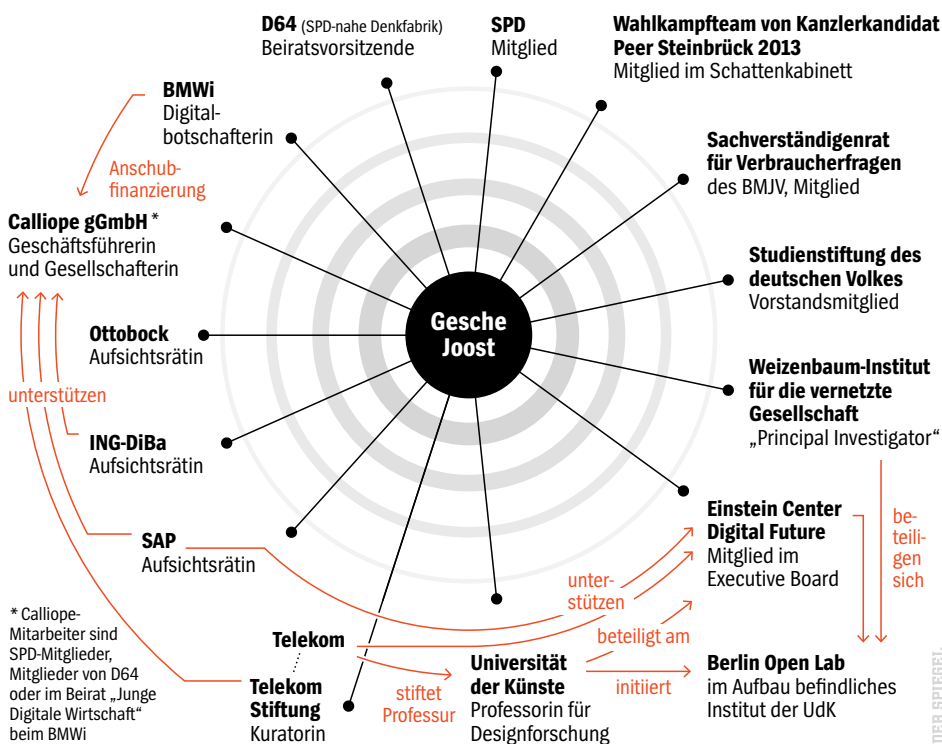 D64 (SPD-nahe Denkfabrik)
Beiratsvorsitzende
SPD
Mitglied
Wahlkampfteam von Kanzlerkandidat
Peer Steinbrück 2013
Mitglied im Schattenkabinett
BMWi
Digital-
botschafterin
Anschub-
finanzierung
Sachverständigenrat
für Verbraucherfragen
des BMJV, Mitglied
Calliope gGmbH *
Geschäftsführerin
und Gesellschafterin
Studienstiftung des
deutschen Volkes
Vorstandsmitglied
Gesche
Joost
Ottobock
Aufsichtsrätin
unterstützen
Weizenbaum-Institut
für die vernetzte
Gesellschaft
„Principal Investigator“
ING-DiBa
Aufsichtsrätin
SAP
Aufsichtsrätin
Einstein Center
Digital Future
Mitglied im
Executive Board
be-
teili-
gen
sich
unter-
stützen
* Calliope-
Mitarbeiter sind
SPD-Mitglieder,
Mitglieder von D64
oder im Beirat „Junge
Digitale Wirtschaft“
beim BMWi
Telekom
Telekom
Stiftung
Kuratorin
stiftet
Professur
Universität
der Künste
Professorin für
Designforschung
beteiligt am
initiiert
Berlin Open Lab
im Aufbau befindliches
Institut der UdK
DER SPIEGEL